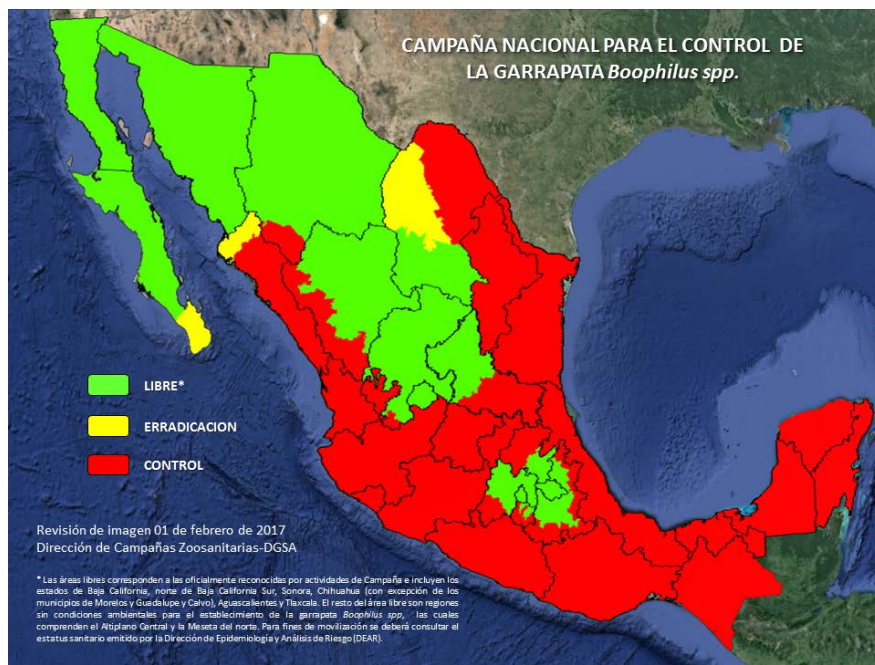 CAMPAÑA NACIONAL PARA EL CONTROL DE
LA GARRAPATA Boophilus spp.
LIBRE*
ERRADICACION
CONTROL
Revisión de imagen 01 de febrero de 2017
Dirección de Campañas Zoosanitarias-DGSA
* Las áreas libres corresponden a las oficialmente reconocidas por actividades de Campaña e incluyen los
estados de Baja California, norte de Baja California Sur, Sonora, Chihuahua (con excepción de los
municipios de Morelos y Guadalupe y Calvo), Aguascalientes y Tlaxcala. El resto del área libre son regiones
sin condiciones ambientales para el establecimiento de la garrapata Boophilus spp, las cuales
comprenden el Altiplano Central y la Meseta del norte. Para fines de movilización se deberá consultar el
estatus sanitario emitido por la Dirección de Epidemiología y Análisis de Riesgo (DEAR).